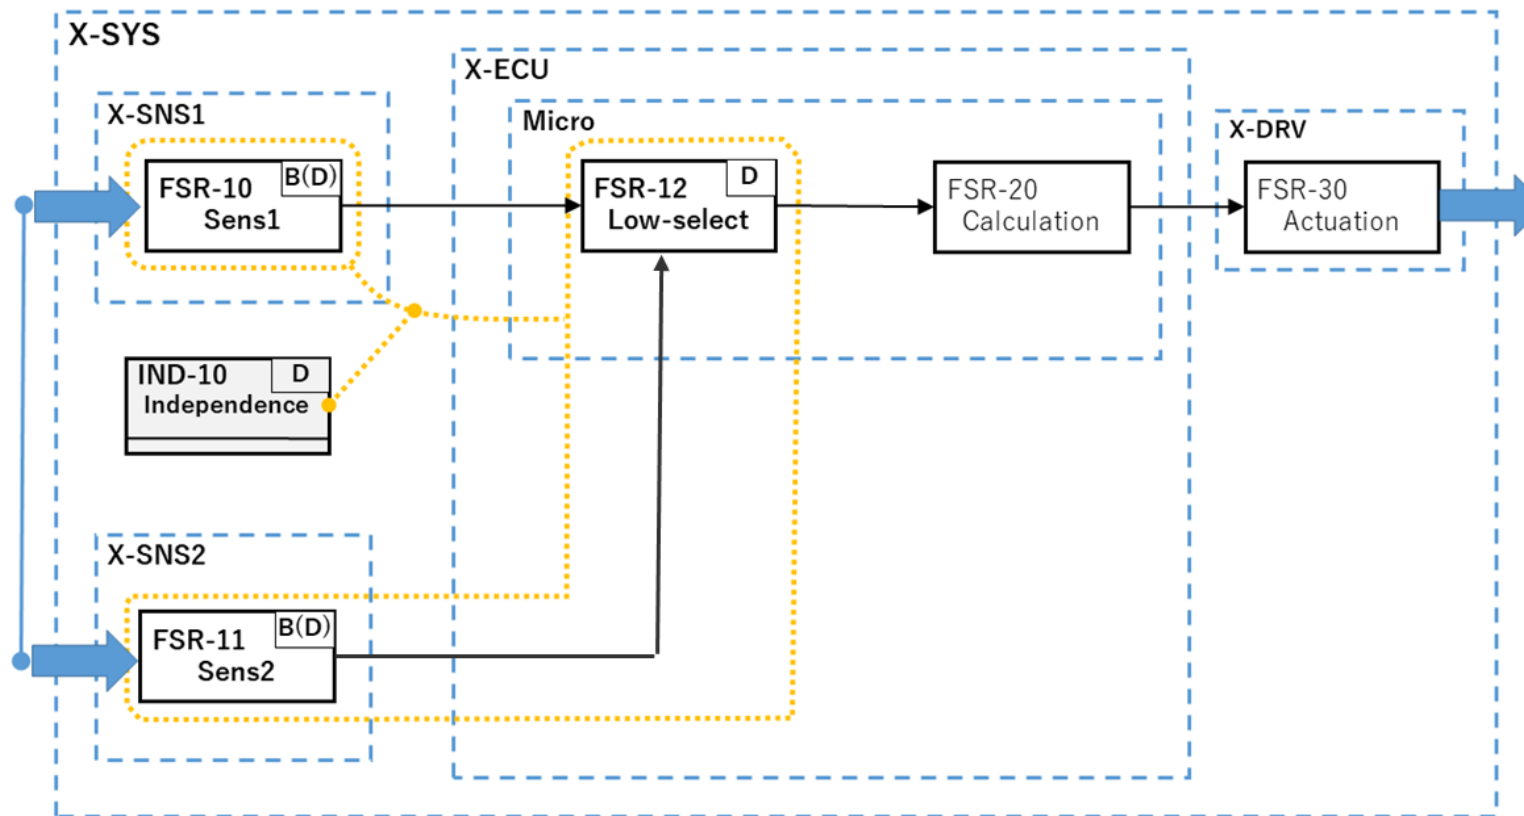 X-SYS
X-ECU
X-SNS1
Micro
X-DRV
FSR-10
B(D)
Sens1
FSR-12
D
Low-select
FSR-20
Calculation
FSR-30
Actuation
IND-10
D
Independence
X-SNS2
FSR-11
B(D)
Sens2